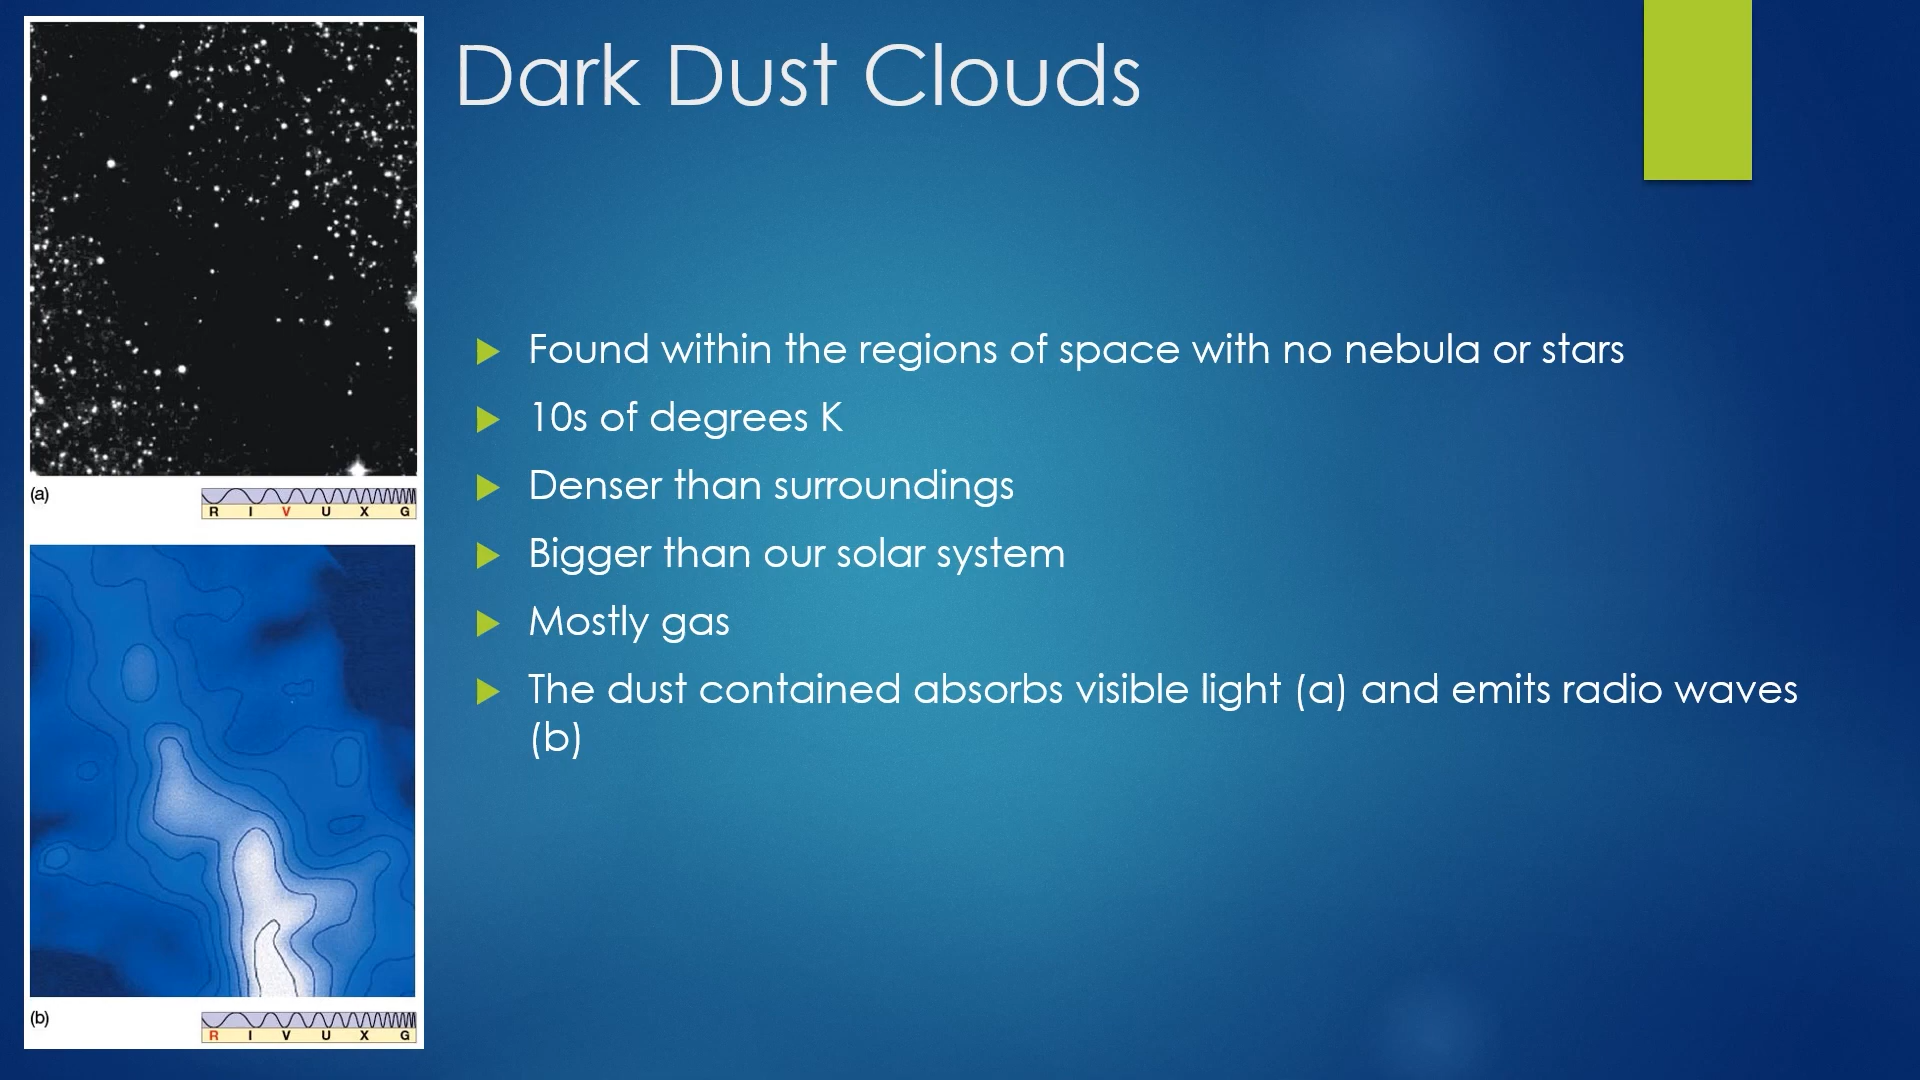 Dark Dust Clouds
Found within the regions of space with no nebula or stars
10s of degrees K
Denser than surroundings
Bigger than our solar system
Mostly gas
The dust contained absorbs visible light (a) and emits radio waves
(b)
(a)
R I V U X G
(b)
R I V U X G